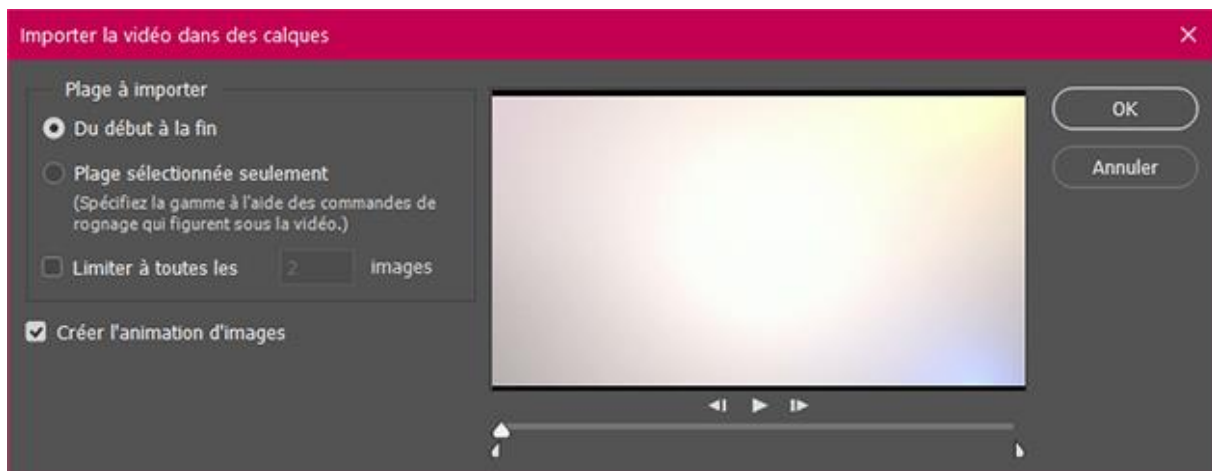 Importer la vidéo dans des calques
Plage à importer
Du début à la fin
Plage sélectionnée seulement
(Spécifiez la gamme à l'aide des commandes de
rognage qui figurent sous la vidéo.)
Limiter à toutes les 2 images
Créer l'animation d'images
OK
Annuler